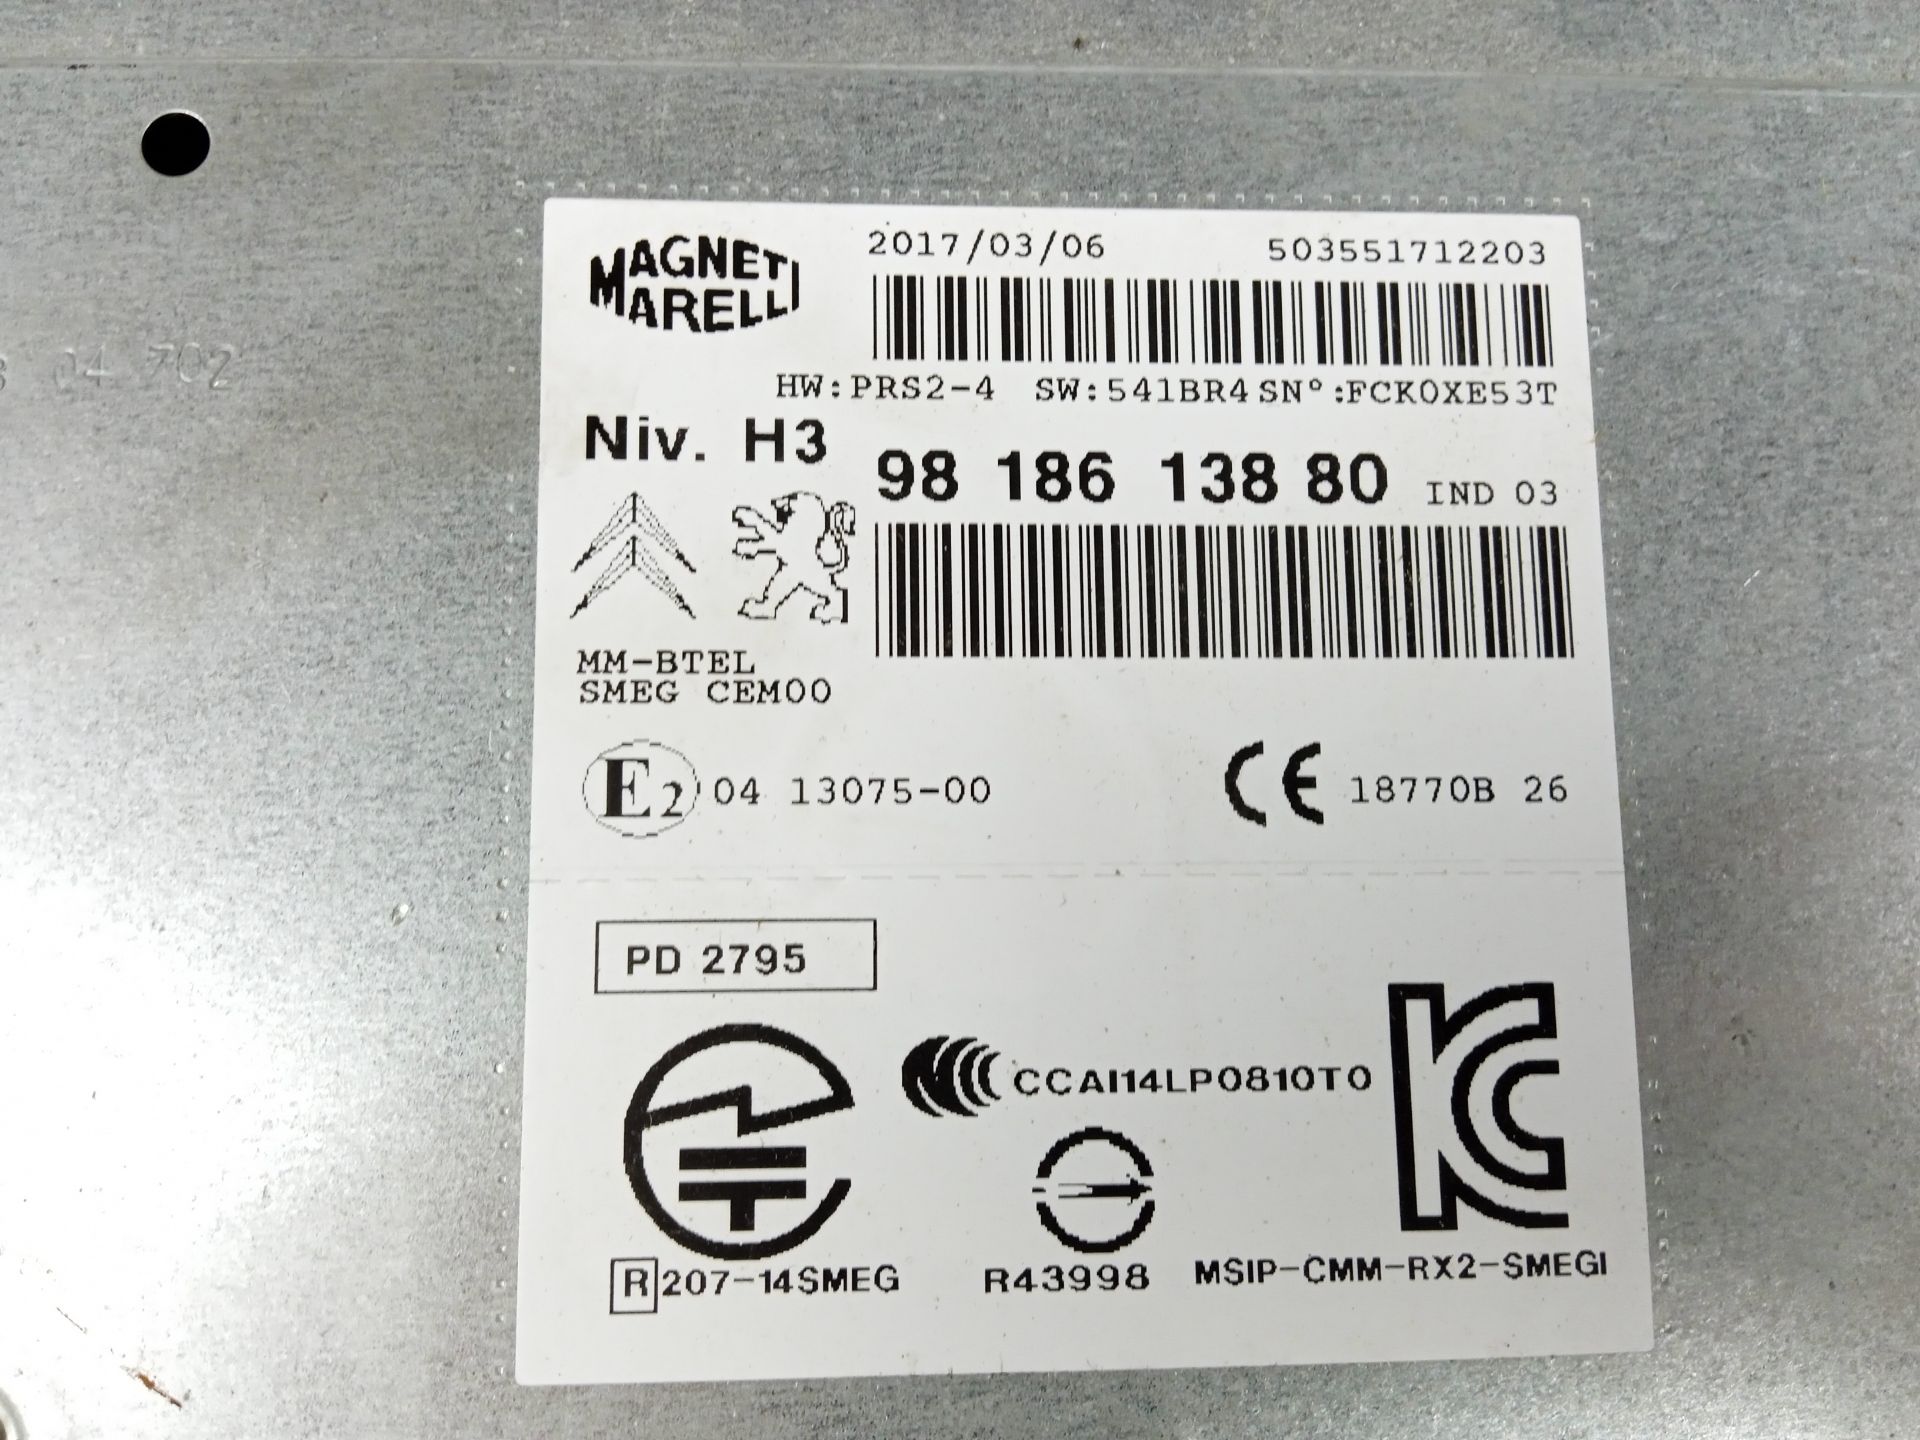 MAGNETI
MARELLI
2017/03/06 503551712203
HW:PRS2-4 SW:541BR4 SN°:FCK0XE53T
Niv. H3
98 186 138 80 IND 03
MM-BTEL
SMEG CEM00
E2 04 13075-00
CE 18770B 26
PD 2795
CCAI14LP0810T0
R 207-14SMEG
R43998
MSIP-CMM-RX2-SMEGI
04 702